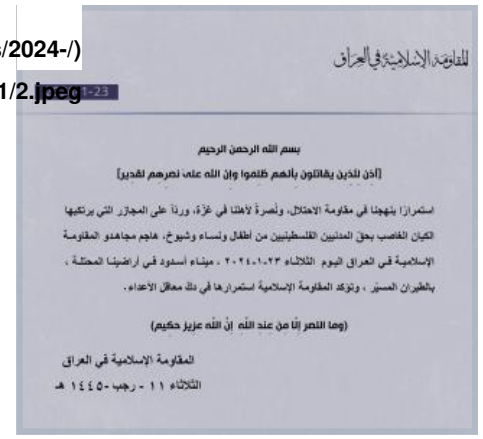 s/2024-/)
المقاومة الإسلامية في العراق
1/2.jpeg
1-23
بسم الله الرحمن الرحيم
[أذن للذين يقاتلون بأنهم ظلموا وإن الله على نصرهم لقدير]
استمرارًا بنهجنا في مقاومة الاحتلال، ونُصرةً لأهلنا في غزّة، وردّاً على المجازر التي يرتكبها
الكيان الغاصب بحقّ المدنيين الفلسطينيين من أطفال ونساء وشيوخ، هاجم مجاهدو المقاومة
الإسلامية في العراق اليوم الثلاثاء ٢٣-١-٢٠٢٤ ، ميناء أسدود في أراضينا المحتلة ،
بالطيران المسيّر ، وتؤكد المقاومة الإسلامية استمرارها في دك معاقل الأعداء.
(وما النصر إلّا من عند الله إنّ الله عزيز حكيم)
المقاومة الإسلامية في العراق
الثلاثاء ١١ - رجب -١٤٤٥ هـ